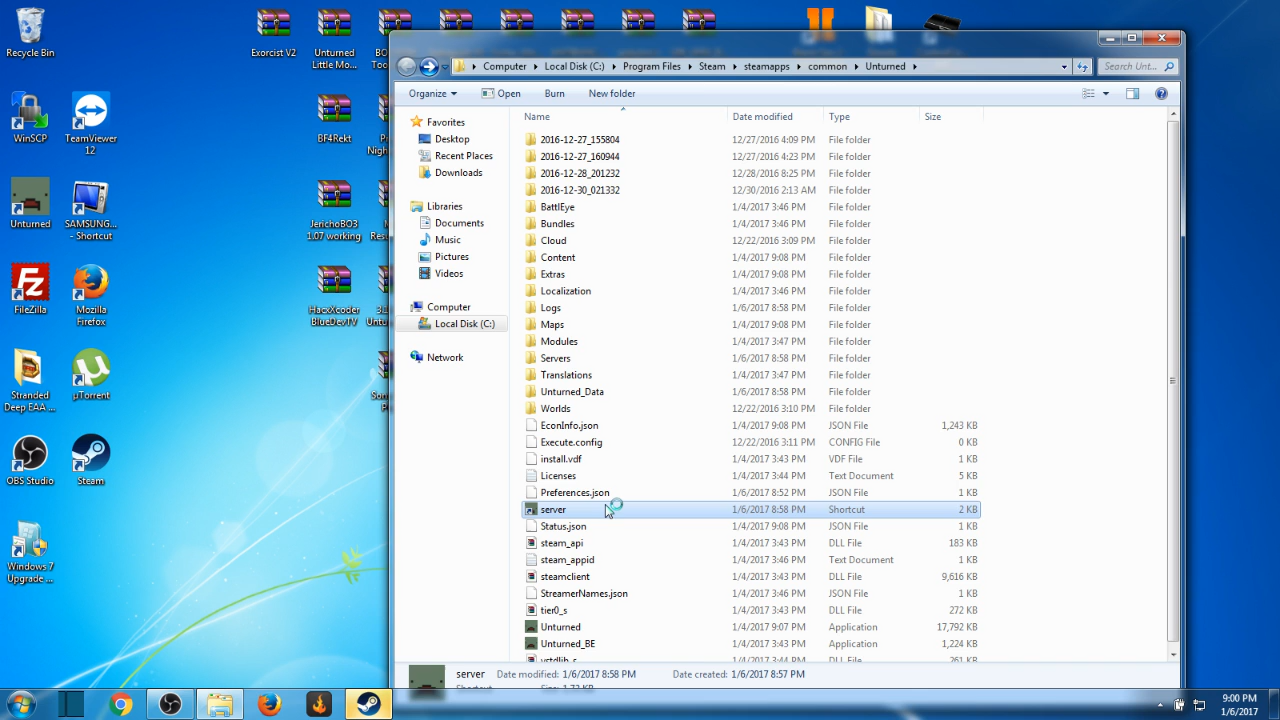 Recycle Bin
Exorcist V2
Unturned
Little Mo...
WinSCP
TeamViewer
12
BF4Rekt
Unturned
SAMSUNG...
- Shortcut
JerichoBO3
1.07 working
FileZilla
Mozilla
Firefox
HacxXcoder
BlueDevTV
Stranded
Deep EAA ...
µTorrent
OBS Studio
Steam
Windows 7
Upgrade ...
Computer
Local Disk (C:)
Program Files
Steam
steamapps
common
Unturned
Search Unt...
Organize
Open
Burn
New folder
Favorites
Desktop
Recent Places
Downloads
Libraries
Documents
Music
Pictures
Videos
Computer
Local Disk (C:)
Network
Name Date modified Type Size
2016-12-27_155804 12/27/2016 4:09 PM File folder
2016-12-27_160944 12/27/2016 4:23 PM File folder
2016-12-28_201232 12/28/2016 8:25 PM File folder
2016-12-30_021332 12/30/2016 2:13 AM File folder
BattlEye 1/4/2017 3:46 PM File folder
Bundles 1/4/2017 3:46 PM File folder
Cloud 12/22/2016 3:09 PM File folder
Content 1/4/2017 9:08 PM File folder
Extras 1/4/2017 9:08 PM File folder
Localization 1/4/2017 3:46 PM File folder
Logs 1/6/2017 8:58 PM File folder
Maps 1/4/2017 9:08 PM File folder
Modules 1/4/2017 3:47 PM File folder
Servers 1/6/2017 8:58 PM File folder
Translations 1/4/2017 3:47 PM File folder
Unturned_Data 1/6/2017 8:58 PM File folder
Worlds 12/22/2016 3:10 PM File folder
EconInfo.json 1/4/2017 9:08 PM JSON File 1,243 KB
Execute.config 12/22/2016 3:11 PM CONFIG File 0 KB
install.vdf 1/4/2017 3:43 PM VDF File 1 KB
Licenses 1/4/2017 3:44 PM Text Document 5 KB
Preferences.json 1/6/2017 8:52 PM JSON File 1 KB
server 1/6/2017 8:58 PM Shortcut 2 KB
Status.json 1/4/2017 9:08 PM JSON File 1 KB
steam_api 1/4/2017 3:43 PM DLL File 183 KB
steam_appid 1/4/2017 3:46 PM Text Document 1 KB
steamclient 1/4/2017 3:43 PM DLL File 9,616 KB
StreamerNames.json 1/4/2017 3:46 PM JSON File 1 KB
tier0_s 1/4/2017 3:43 PM DLL File 272 KB
Unturned 1/4/2017 9:07 PM Application 17,792 KB
Unturned_BE 1/4/2017 3:43 PM Application 1,224 KB
vstdlib_s 1/4/2017 3:43 PM DLL File 261 KB
server Date modified: 1/6/2017 8:58 PM Date created: 1/6/2017 8:57 PM
Shortcut
9:00 PM
1/6/2017